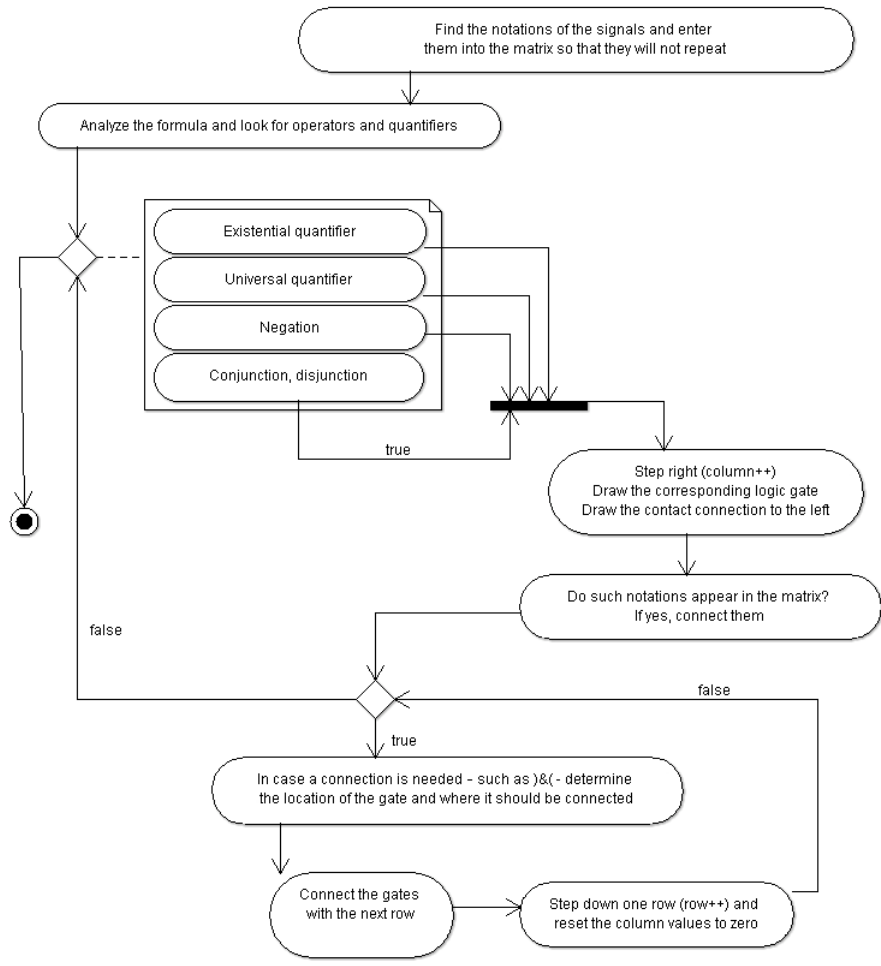 Find the notations of the signals and enter
them into the matrix so that they will not repeat
Analyze the formula and look for operators and quantifiers
Existential quantifier
Universal quantifier
Negation
Conjunction, disjunction
true
Step right (column++)
Draw the corresponding logic gate
Draw the contact connection to the left
Do such notations appear in the matrix?
If yes, connect them
false
false
true
In case a connection is needed - such as )&( - determine
the location of the gate and where it should be connected
Connect the gates
with the next row
Step down one row (row++) and
reset the column values to zero